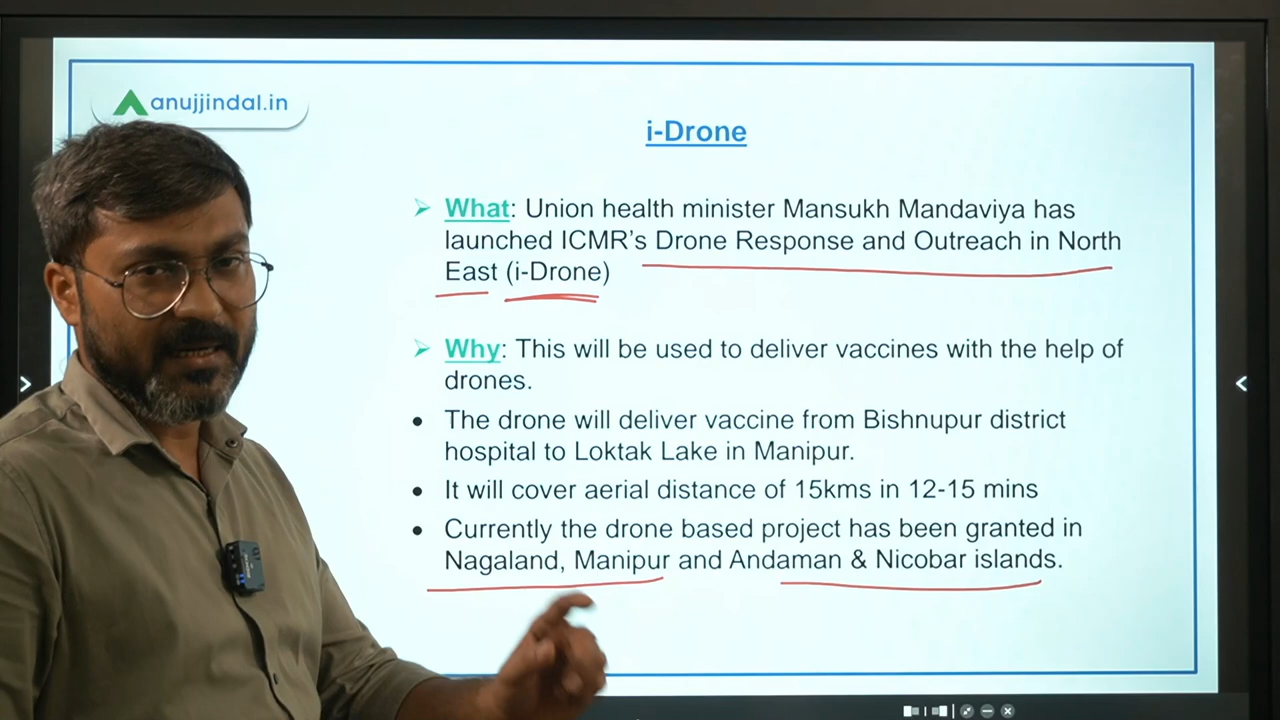 anujjindal.in
i-Drone
What: Union health minister Mansukh Mandaviya has
launched ICMR's Drone Response and Outreach in North
East (i-Drone)
Why: This will be used to deliver vaccines with the help of
drones.
• The drone will deliver vaccine from Bishnupur district
hospital to Loktak Lake in Manipur.
• It will cover aerial distance of 15kms in 12-15 mins
• Currently the drone based project has been granted in
Nagaland, Manipur and Andaman & Nicobar islands.